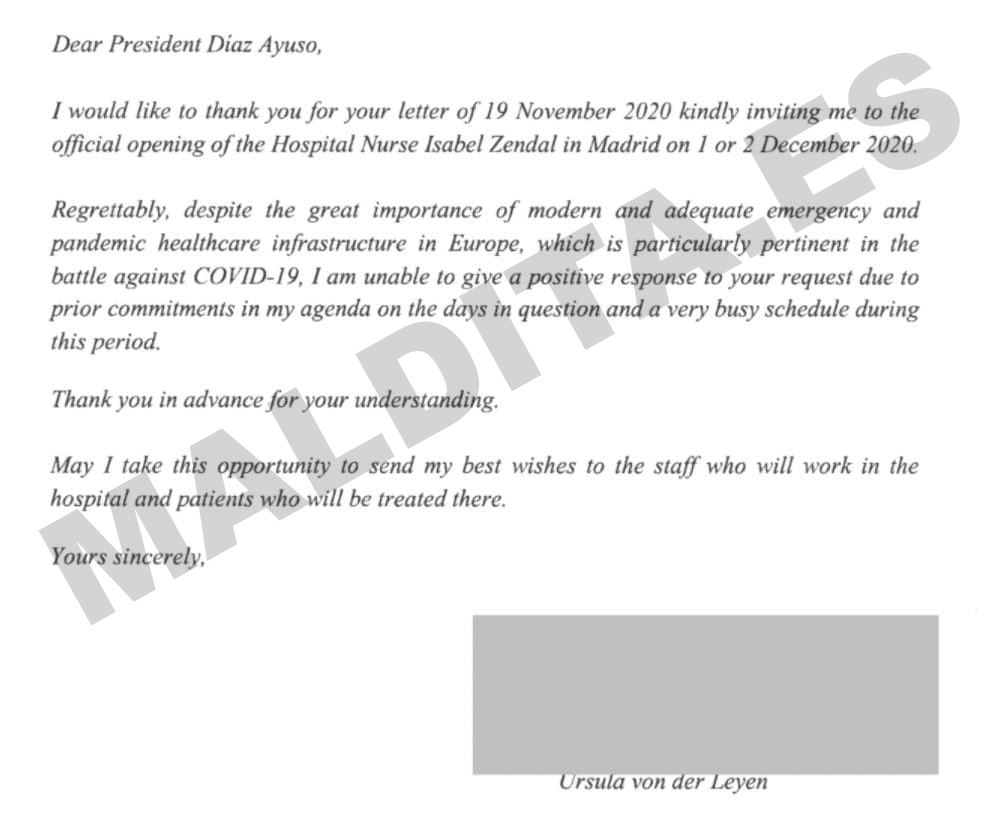 Dear President Díaz Ayuso,
I would like to thank you for your letter of 19 November 2020 kindly inviting me to the
official opening of the Hospital Nurse Isabel Zendal in Madrid on 1 or 2 December 2020.
Regrettably, despite the great importance of modern and adequate emergency and
pandemic healthcare infrastructure in Europe, which is particularly pertinent in the
battle against COVID-19, I am unable to give a positive response to your request due to
prior commitments in my agenda on the days in question and a very busy schedule during
this period.
Thank you in advance for your understanding.
May I take this opportunity to send my best wishes to the staff who will work in the
hospital and patients who will be treated there.
Yours sincerely,
Ursula von der Leyen
MALDITA.ES